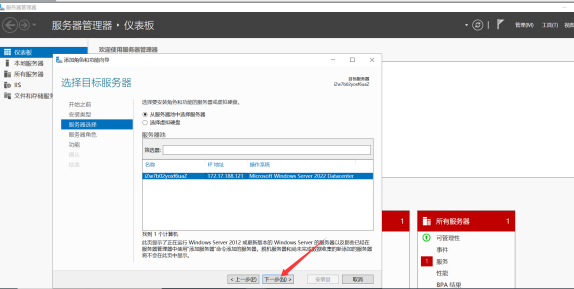 服务器管理器
服务器管理器 · 仪表板
管理(M) 工具(T) 视图
仪表板
本地服务器
所有服务器
IIS
文件和存储服务
欢迎使用服务器管理器
添加角色和功能向导
选择目标服务器
目标服务器
开始之前
安装类型
服务器选择
服务器角色
功能
确认
结果
选择要安装角色和功能的服务器或虚拟硬盘。
从服务器池中选择服务器
选择虚拟硬盘
服务器池
筛选器:
名称 IP 地址 操作系统
172.17.188.121 Microsoft Windows Server 2022 Datacenter
找到 1 个计算机
此页显示了正在运行 Windows Server 2012 或更新版本的 Windows Server 的服务器以及那些已经在
服务器管理器中使用"添加服务器"命令添加的服务器。脱机服务器和尚未完成数据收集的新添加的服务器
将不会在此页中显示。
< 上一步(P) 下一步(N) > 安装(I) 取消
1
所有服务器 1
可管理性
事件
1 服务
性能
BPA 结果